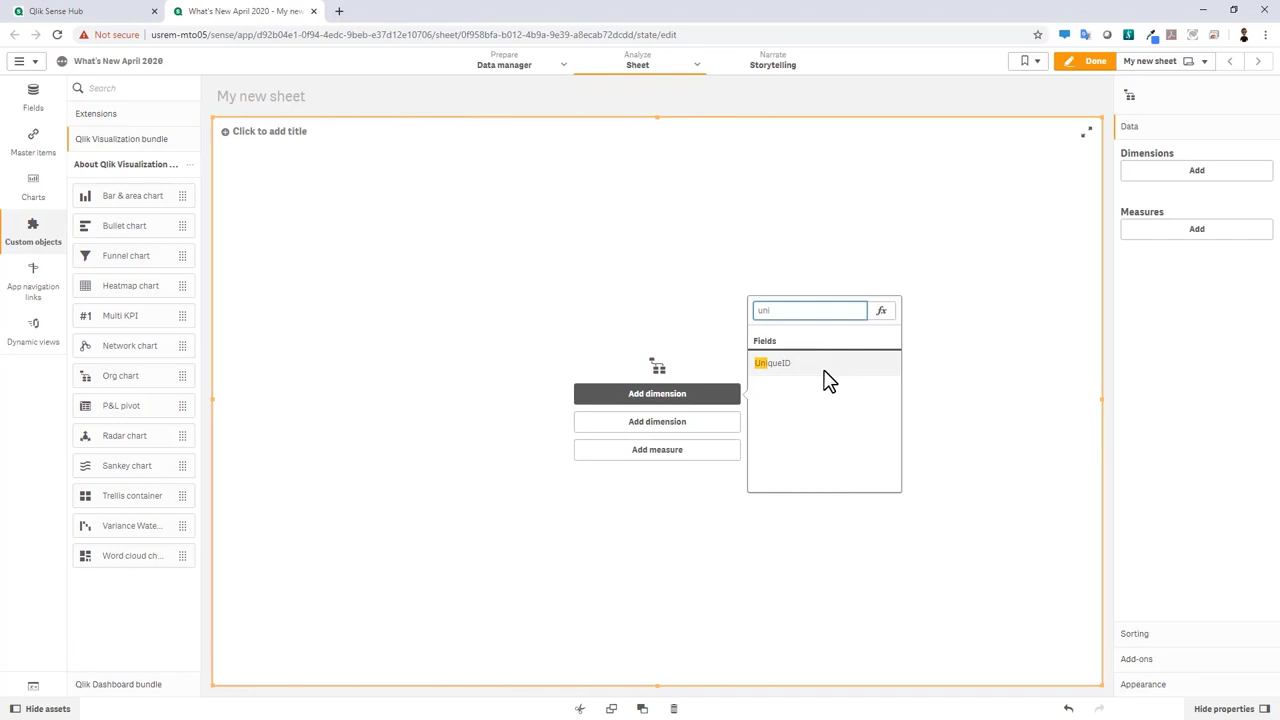 Qlik Sense Hub
What's New April 2020 - My new
Not secure
usrem-mto05/sense/app/d92b04e1-0f94-4edc-9beb-e37d12e10706/sheet/0f958bfa-b012-4b9a-9e39-a8ecab72dcdd/state/edit
What's New April 2020
Prepare
Data manager
Analyze
Sheet
Narrate
Storytelling
Done
My new sheet
Fields
Master items
Charts
Custom objects
App navigation
links
Dynamic views
Search
Extensions
Qlik Visualization bundle
About Qlik Visualization ...
Bar & area chart
Bullet chart
Funnel chart
Heatmap chart
#1 Multi KPI
Network chart
Org chart
P&L pivot
Radar chart
Sankey chart
Trellis container
Variance Wate...
Word cloud ch...
Qlik Dashboard bundle
My new sheet
Click to add title
Add dimension
Add dimension
Add measure
uni
fx
Fields
UniqueID
Data
Dimensions
Add
Measures
Add
Sorting
Add-ons
Appearance
Hide assets
Hide properties